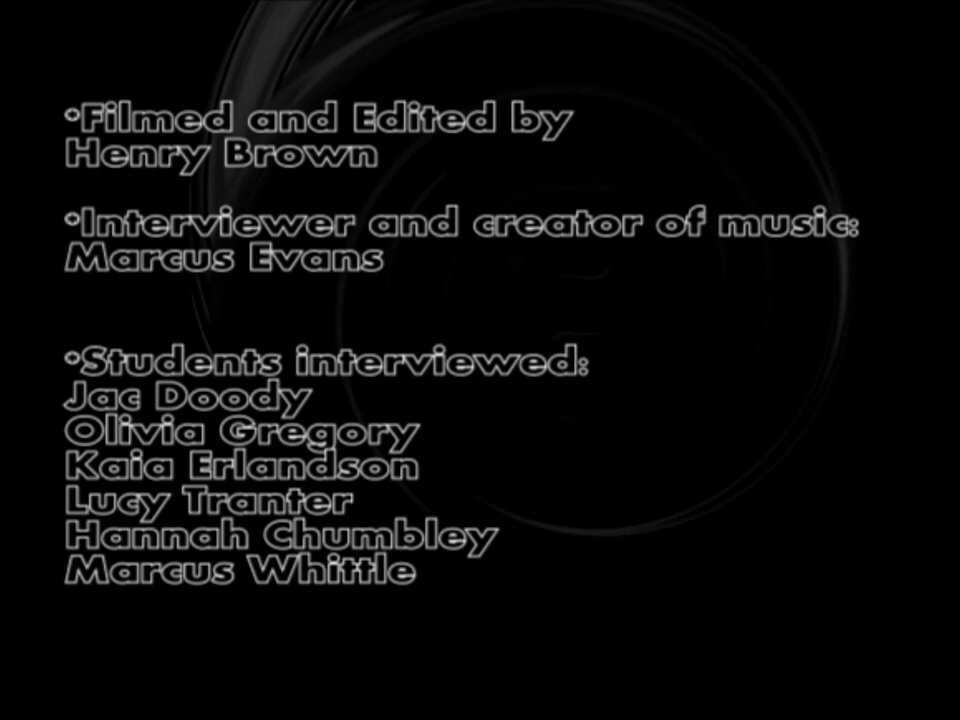 •Filmed and Edited by
Henry Brown
•Interviewer and creator of music:
Marcus Evans
•Students interviewed:
Jac Doody
Olivia Gregory
Kaia Erlandson
Lucy Tranter
Hannah Chumbley
Marcus Whittle